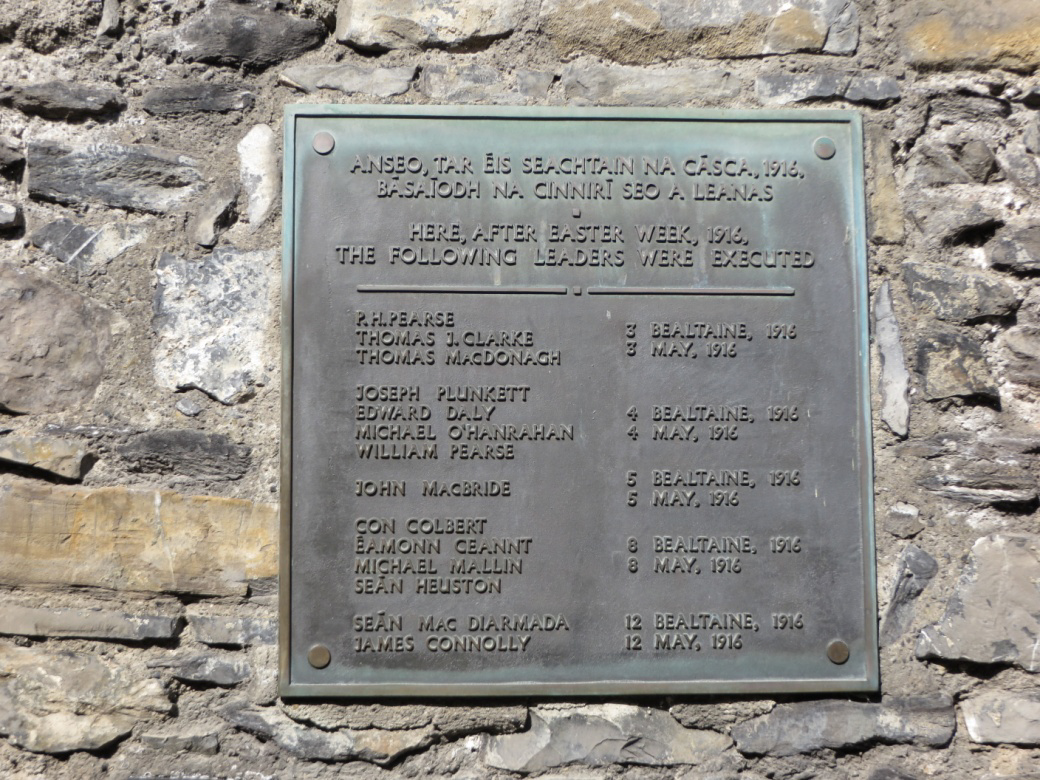 ANSEO, TAR ÉIS SEACHTAIN NA CÁSCA, 1916,
BÁSAÍODH NA CINNIRÍ SEO A LEANAS
HERE, AFTER EASTER WEEK, 1916,
THE FOLLOWING LEADERS WERE EXECUTED
P.H.PEARSE
THOMAS J. CLARKE 3 BEALTAINE, 1916
THOMAS MACDONAGH 3 MAY, 1916
JOSEPH PLUNKETT
EDWARD DALY 4 BEALTAINE, 1916
MICHAEL O'HANRAHAN 4 MAY, 1916
WILLIAM PEARSE
JOHN MACBRIDE 5 BEALTAINE, 1916
5 MAY, 1916
CON COLBERT
ÉAMONN CEANNT 8 BEALTAINE, 1916
MICHAEL MALLIN 8 MAY, 1916
SEÁN HEUSTON
SEÁN MAC DIARMADA 12 BEALTAINE, 1916
JAMES CONNOLLY 12 MAY, 1916